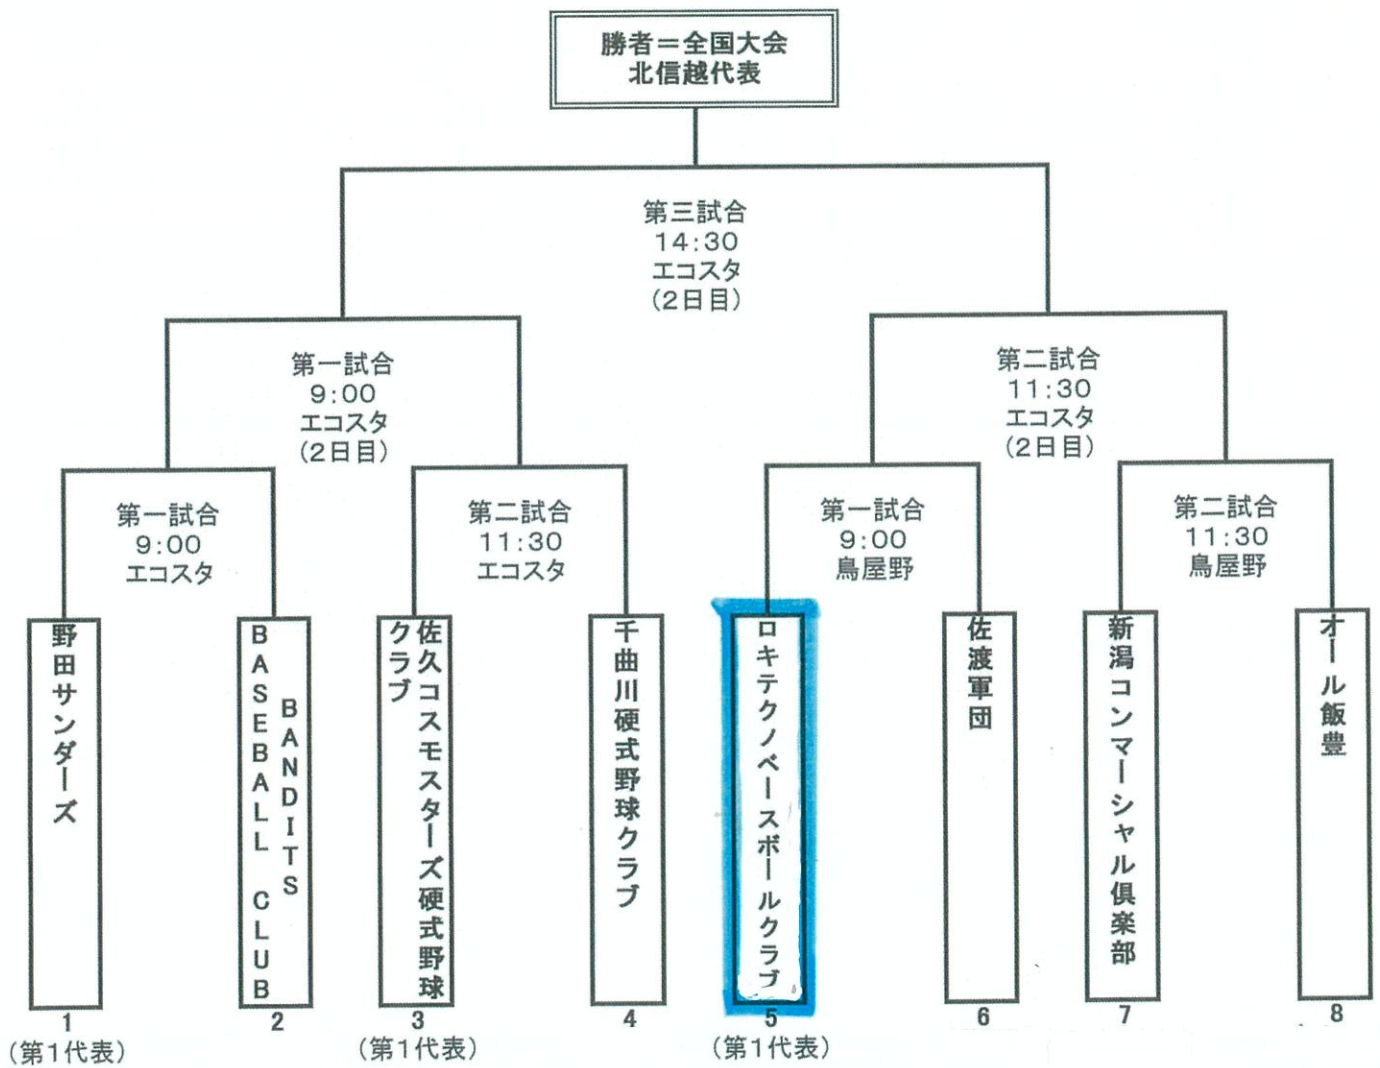 勝者＝全国大会
北信越代表
第三試合
14:30
エコスタ
(2日目)
第一試合
9:00
エコスタ
(2日目)
第二試合
11:30
エコスタ
(2日目)
第一試合
9:00
エコスタ
第二試合
11:30
エコスタ
第一試合
9:00
鳥屋野
第二試合
11:30
鳥屋野
野田サンダーズ
BANDITS
BASEBALL CLUB
佐久コスモスターズ硬式野球
クラブ
千曲川硬式野球クラブ
ロキテクノベースボールクラブ
佐渡軍団
新潟コンマーシャル倶楽部
オール飯豊
1
2
3
4
5
6
7
8
(第1代表)
(第1代表)
(第1代表)